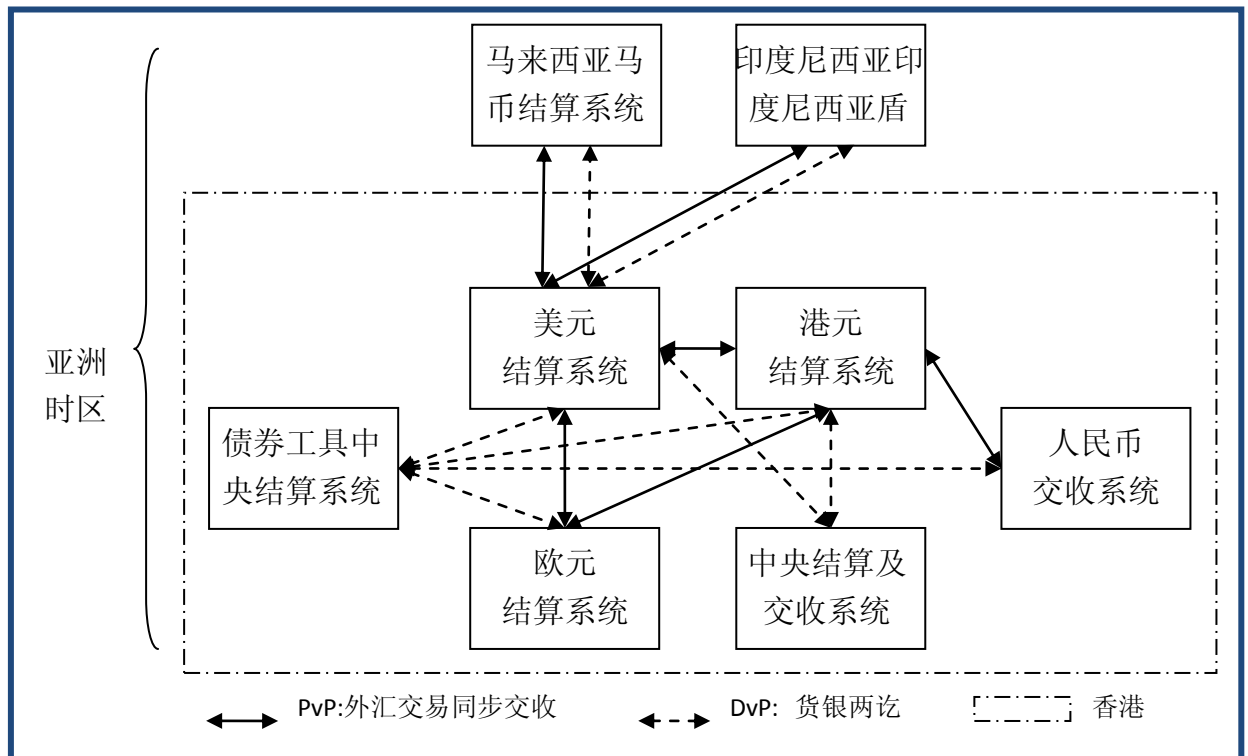 马来西亚马
币结算系统
印度尼西亚印
度尼西亚盾
美元
结算系统
港元
结算系统
亚洲
时区
债券工具中
央结算系统
人民币
交收系统
欧元
结算系统
中央结算及
交收系统
PvP:外汇交易同步交收
DvP: 货银两讫
香港